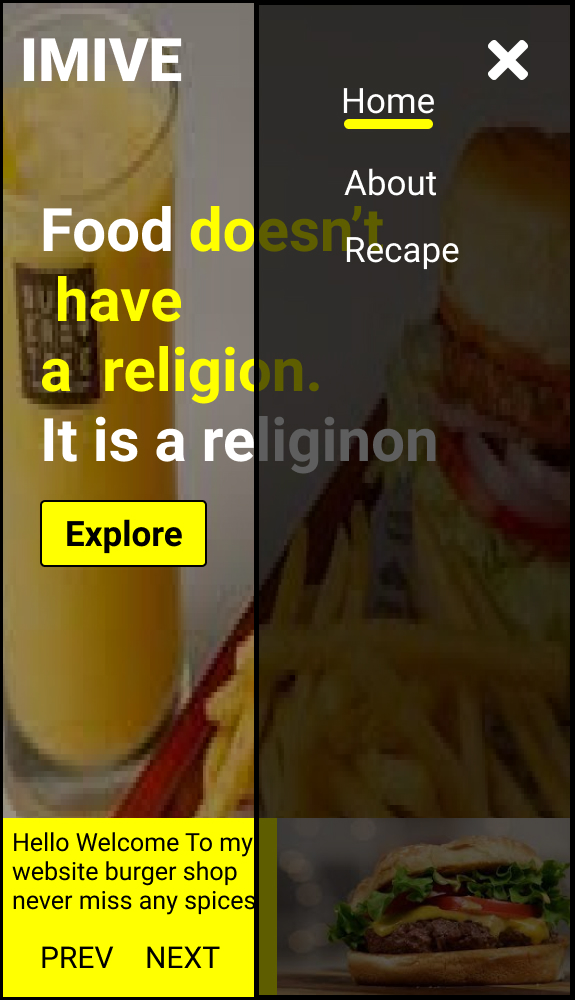 IMIVE
Home
About
Recape
Food doesn't
have
a religion.
It is a religinon
Explore
Hello Welcome To my
website burger shop
never miss any spices
PREV NEXT